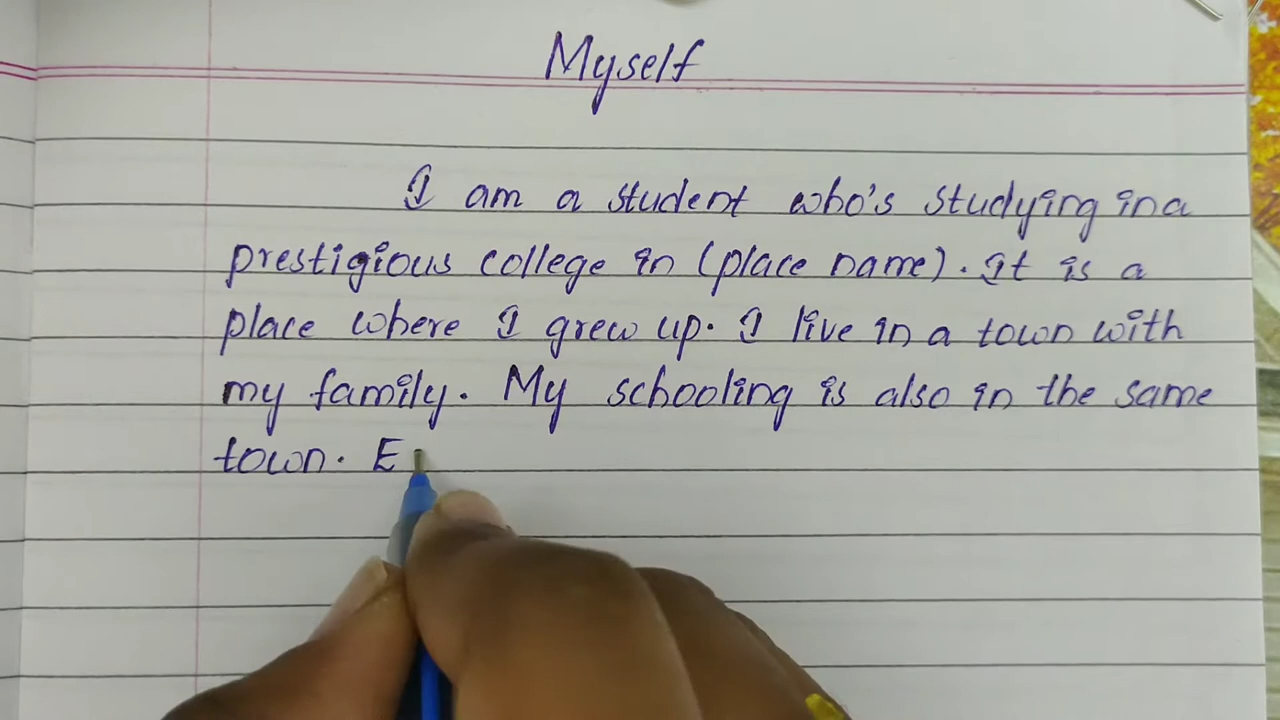 Myself
I am a student who's studying in a
prestigious college in (place name). It is a
place where I grew up. I live in a town with
my family. My schooling is also in the same
town. E